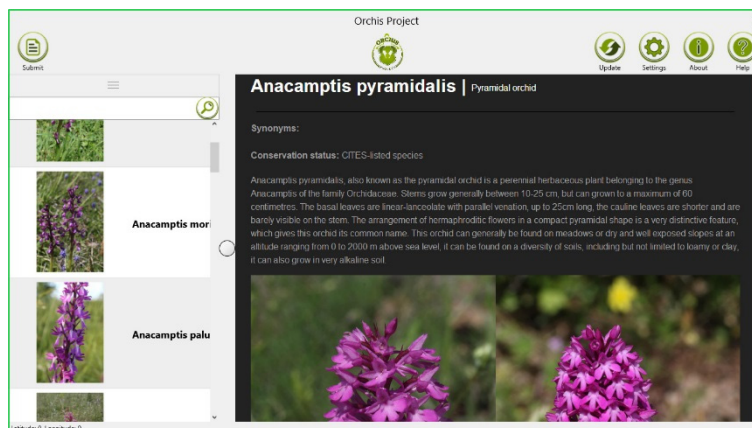 Orchis Project
ORCHIS
Submit
Update
Settings
About
Help
Anacamptis mori
Anacamptis palu
Anacamptis pyramidalis | Pyramidal orchid
Synonyms:
Conservation status: CITES-listed species
Anacamptis pyramidalis, also known as the pyramidal orchid is a perennial herbaceous plant belonging to the genus
Anacamptis of the family Orchidaceae. Stems grow generally between 10-25 cm, but can grown to a maximum of 60
centimetres. The basal leaves are linear-lanceolate with parallel venation, up to 25cm long, the cauline leaves are shorter and are
barely visible on the stem. The arrangement of hermaphroditic flowers in a compact pyramidal shape is a very distinctive feature,
which gives this orchid its common name. This orchid can generally be found on meadows or dry and well exposed slopes at an
altitude ranging from 0 to 2000 m above sea level, it can be found on a diversity of soils, including but not limited to loamy or clay,
it can also grow in very alkaline soil.
Latitude: 0, Longitude: 0